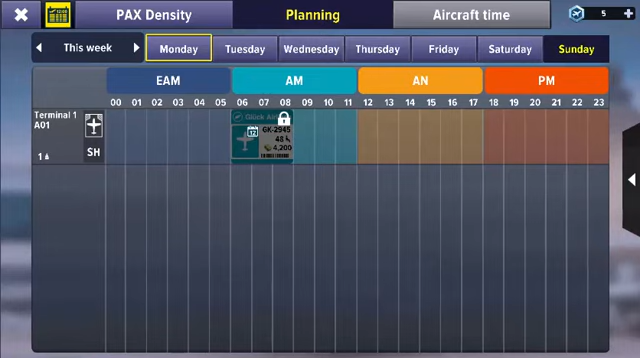 PAX Density
Planning
Aircraft time
5
This week
Monday
Tuesday
Wednesday
Thursday
Friday
Saturday
Sunday
EAM
AM
AN
PM
00 01 02 03 04 05 06 07 08 09 10 11 12 13 14 15 16 17 18 19 20 21 22 23
Terminal 1
A01
1
SH
GK-2945
48
4,200
12